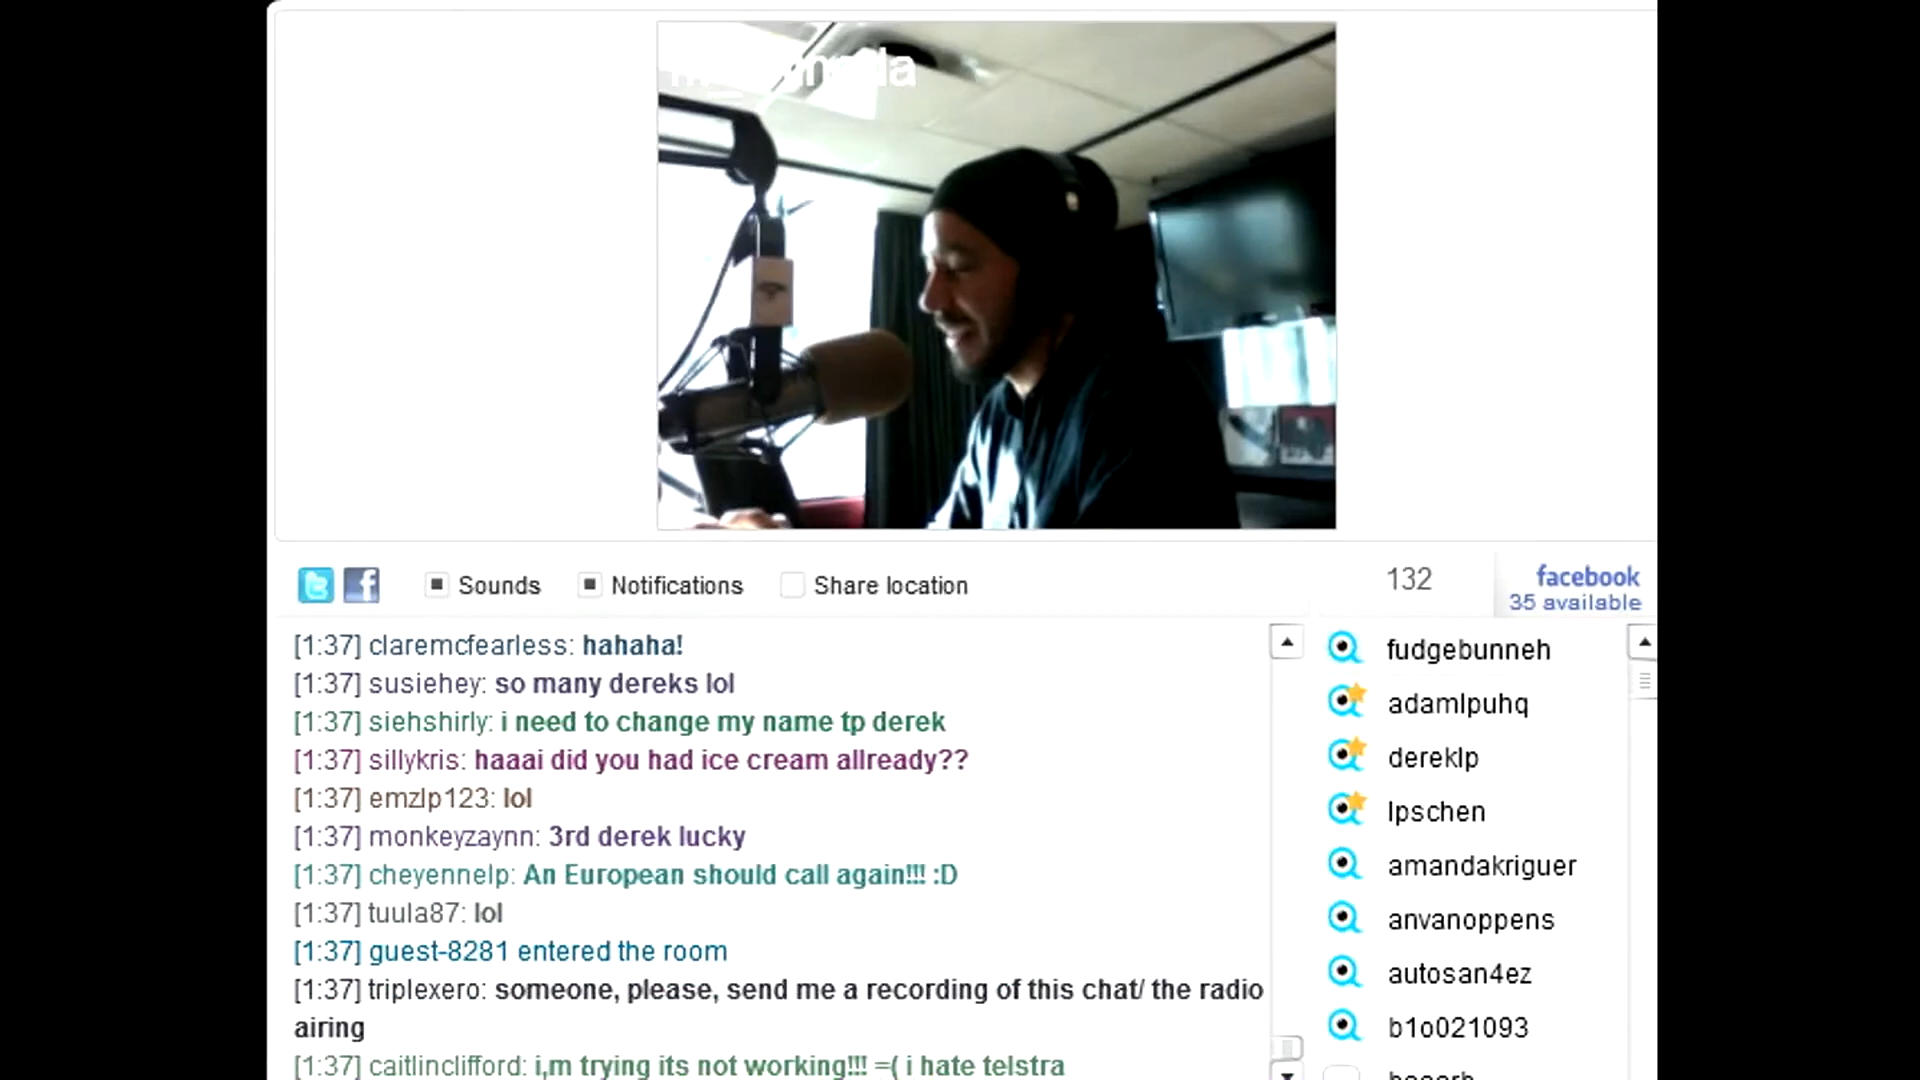 Sounds Notifications Share location
132
facebook
35 available
[1:37] claremcfearless: hahaha!
[1:37] susiehey: so many dereks lol
[1:37] siehshirly: i need to change my name tp derek
[1:37] sillykris: haaai did you had ice cream allready??
[1:37] emzlp123: lol
[1:37] monkeyzaynn: 3rd derek lucky
[1:37] cheyennelp: An European should call again!!! :D
[1:37] tuula87: lol
[1:37] guest-8281 entered the room
[1:37] triplexero: someone, please, send me a recording of this chat/ the radio
airing
[1:37] caitlinclifford: i,m trying its not working!!! =( i hate telstra
fudgebunneh
adamlpuhq
dereklp
lpschen
amandakriguer
anvanoppens
autosan4ez
b1o021093